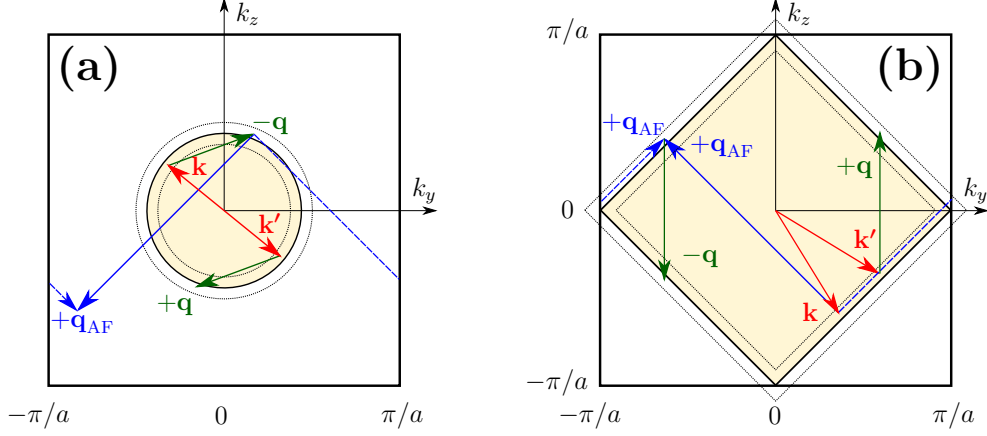 (a)
k_z
−q
k
k_y
k′
+q
+q_AF
−π/a
0
π/a
(b)
k_z
π/a
+q_AF
+q_AF
+q
k_y
0
k′
−q
k
−π/a
−π/a
0
π/a